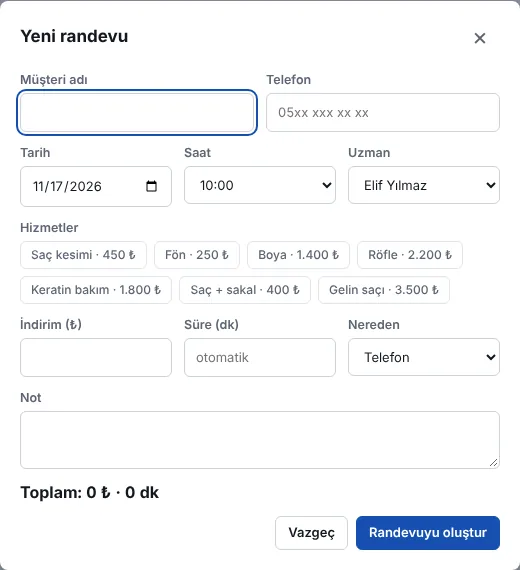 Yeni randevu
Müşteri adı
Telefon
05xx xxx xx xx
Tarih
Saat
Uzman
11/17/2026
10:00
Elif Yılmaz
Hizmetler
Saç kesimi · 450 ₺
Fön · 250 ₺
Boya · 1.400 ₺
Röfle · 2.200 ₺
Keratin bakım · 1.800 ₺
Saç + sakal · 400 ₺
Gelin saçı · 3.500 ₺
İndirim (₺)
Süre (dk)
Nereden
otomatik
Telefon
Not
Toplam: 0 ₺ · 0 dk
Vazgeç
Randevuyu oluştur